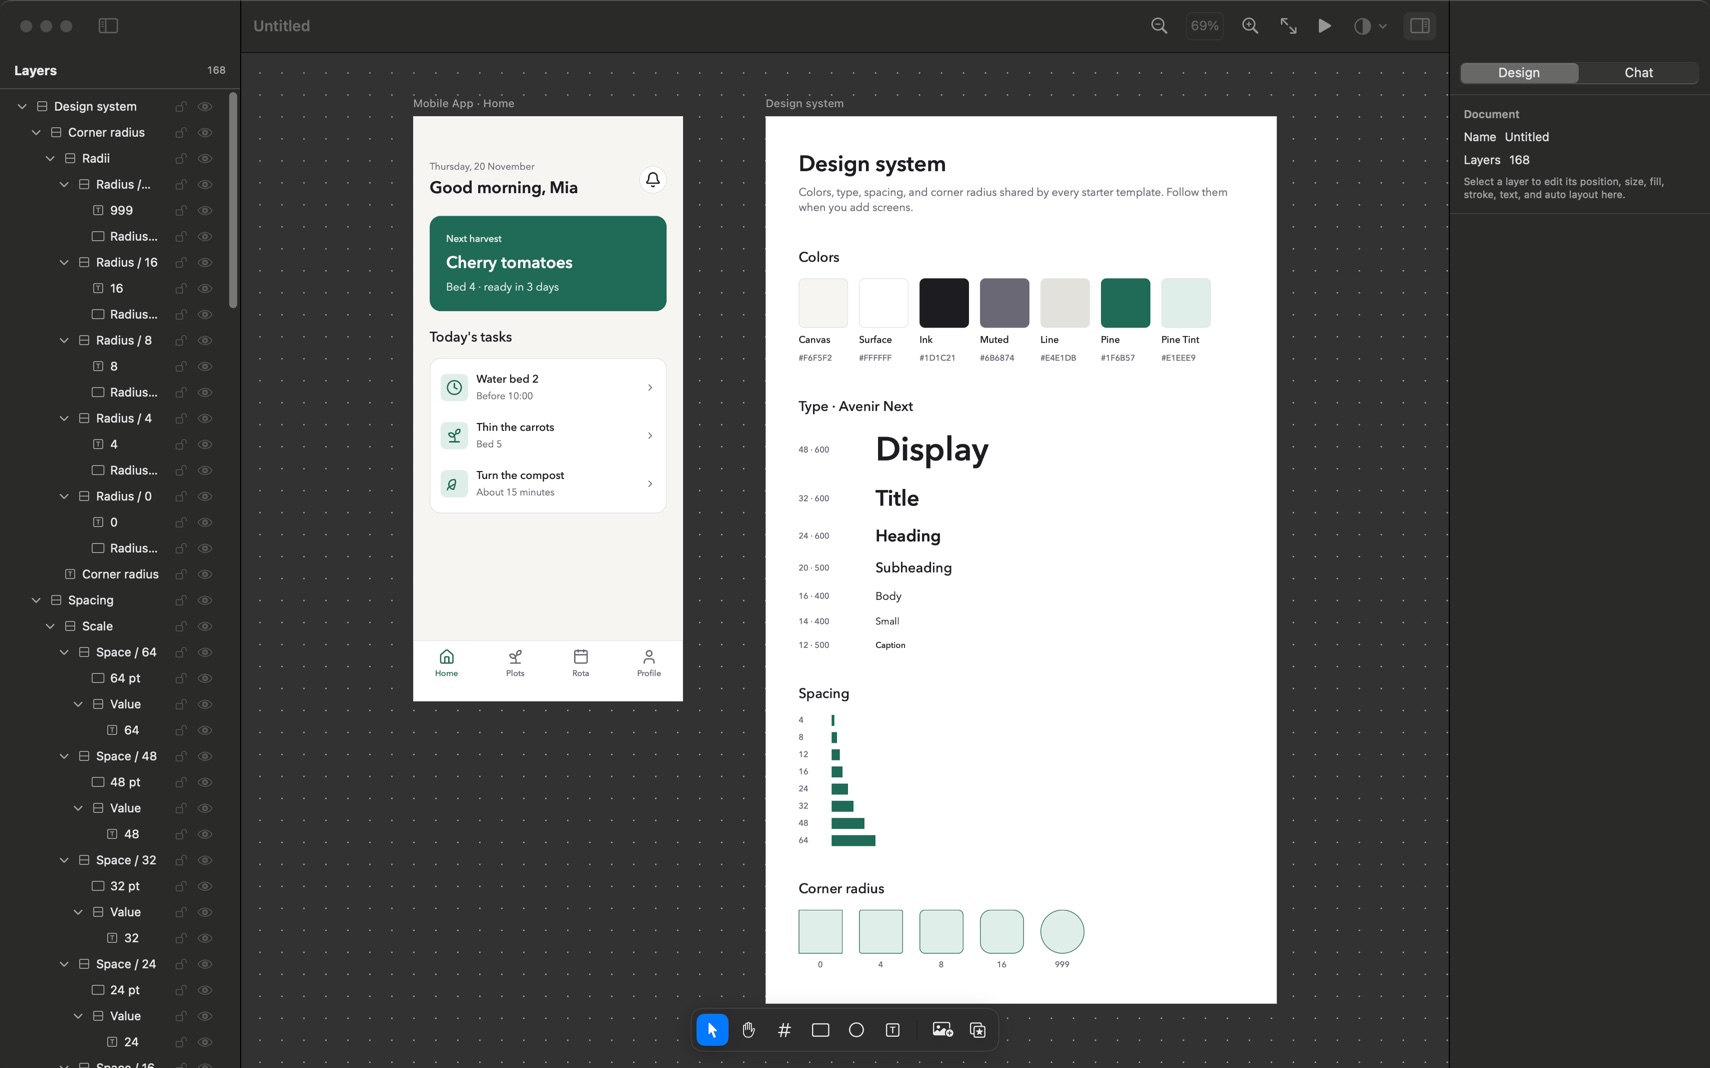 Untitled
69%
Layers
168
Design system
Corner radius
Radii
Radius /...
999
Radius...
Radius / 16
16
Radius...
Radius / 8
8
Radius...
Radius / 4
4
Radius...
Radius / 0
0
Radius...
Corner radius
Spacing
Scale
Space / 64
64 pt
Value
64
Space / 48
48 pt
Value
48
Space / 32
32 pt
Value
32
Space / 24
24 pt
Value
24
Space / 16
Mobile App · Home
Thursday, 20 November
Good morning, Mia
Next harvest
Cherry tomatoes
Bed 4 · ready in 3 days
Today's tasks
Water bed 2
Before 10:00
Thin the carrots
Bed 5
Turn the compost
About 15 minutes
Home Plots Rota Profile
Design system
Design system
Colors, type, spacing, and corner radius shared by every starter template. Follow them
when you add screens.
Colors
Canvas Surface Ink Muted Line Pine Pine Tint
#F6F5F2 #FFFFFF #1D1C21 #6B6874 #E4E1DB #1F6B57 #E1EEE9
Type · Avenir Next
48 · 600 Display
32 · 600 Title
24 · 600 Heading
20 · 500 Subheading
16 · 400 Body
14 · 400 Small
12 · 500 Caption
Spacing
4
8
12
16
24
32
48
64
Corner radius
0 4 8 16 999
Design Chat
Document
Name Untitled
Layers 168
Select a layer to edit its position, size, fill,
stroke, text, and auto layout here.